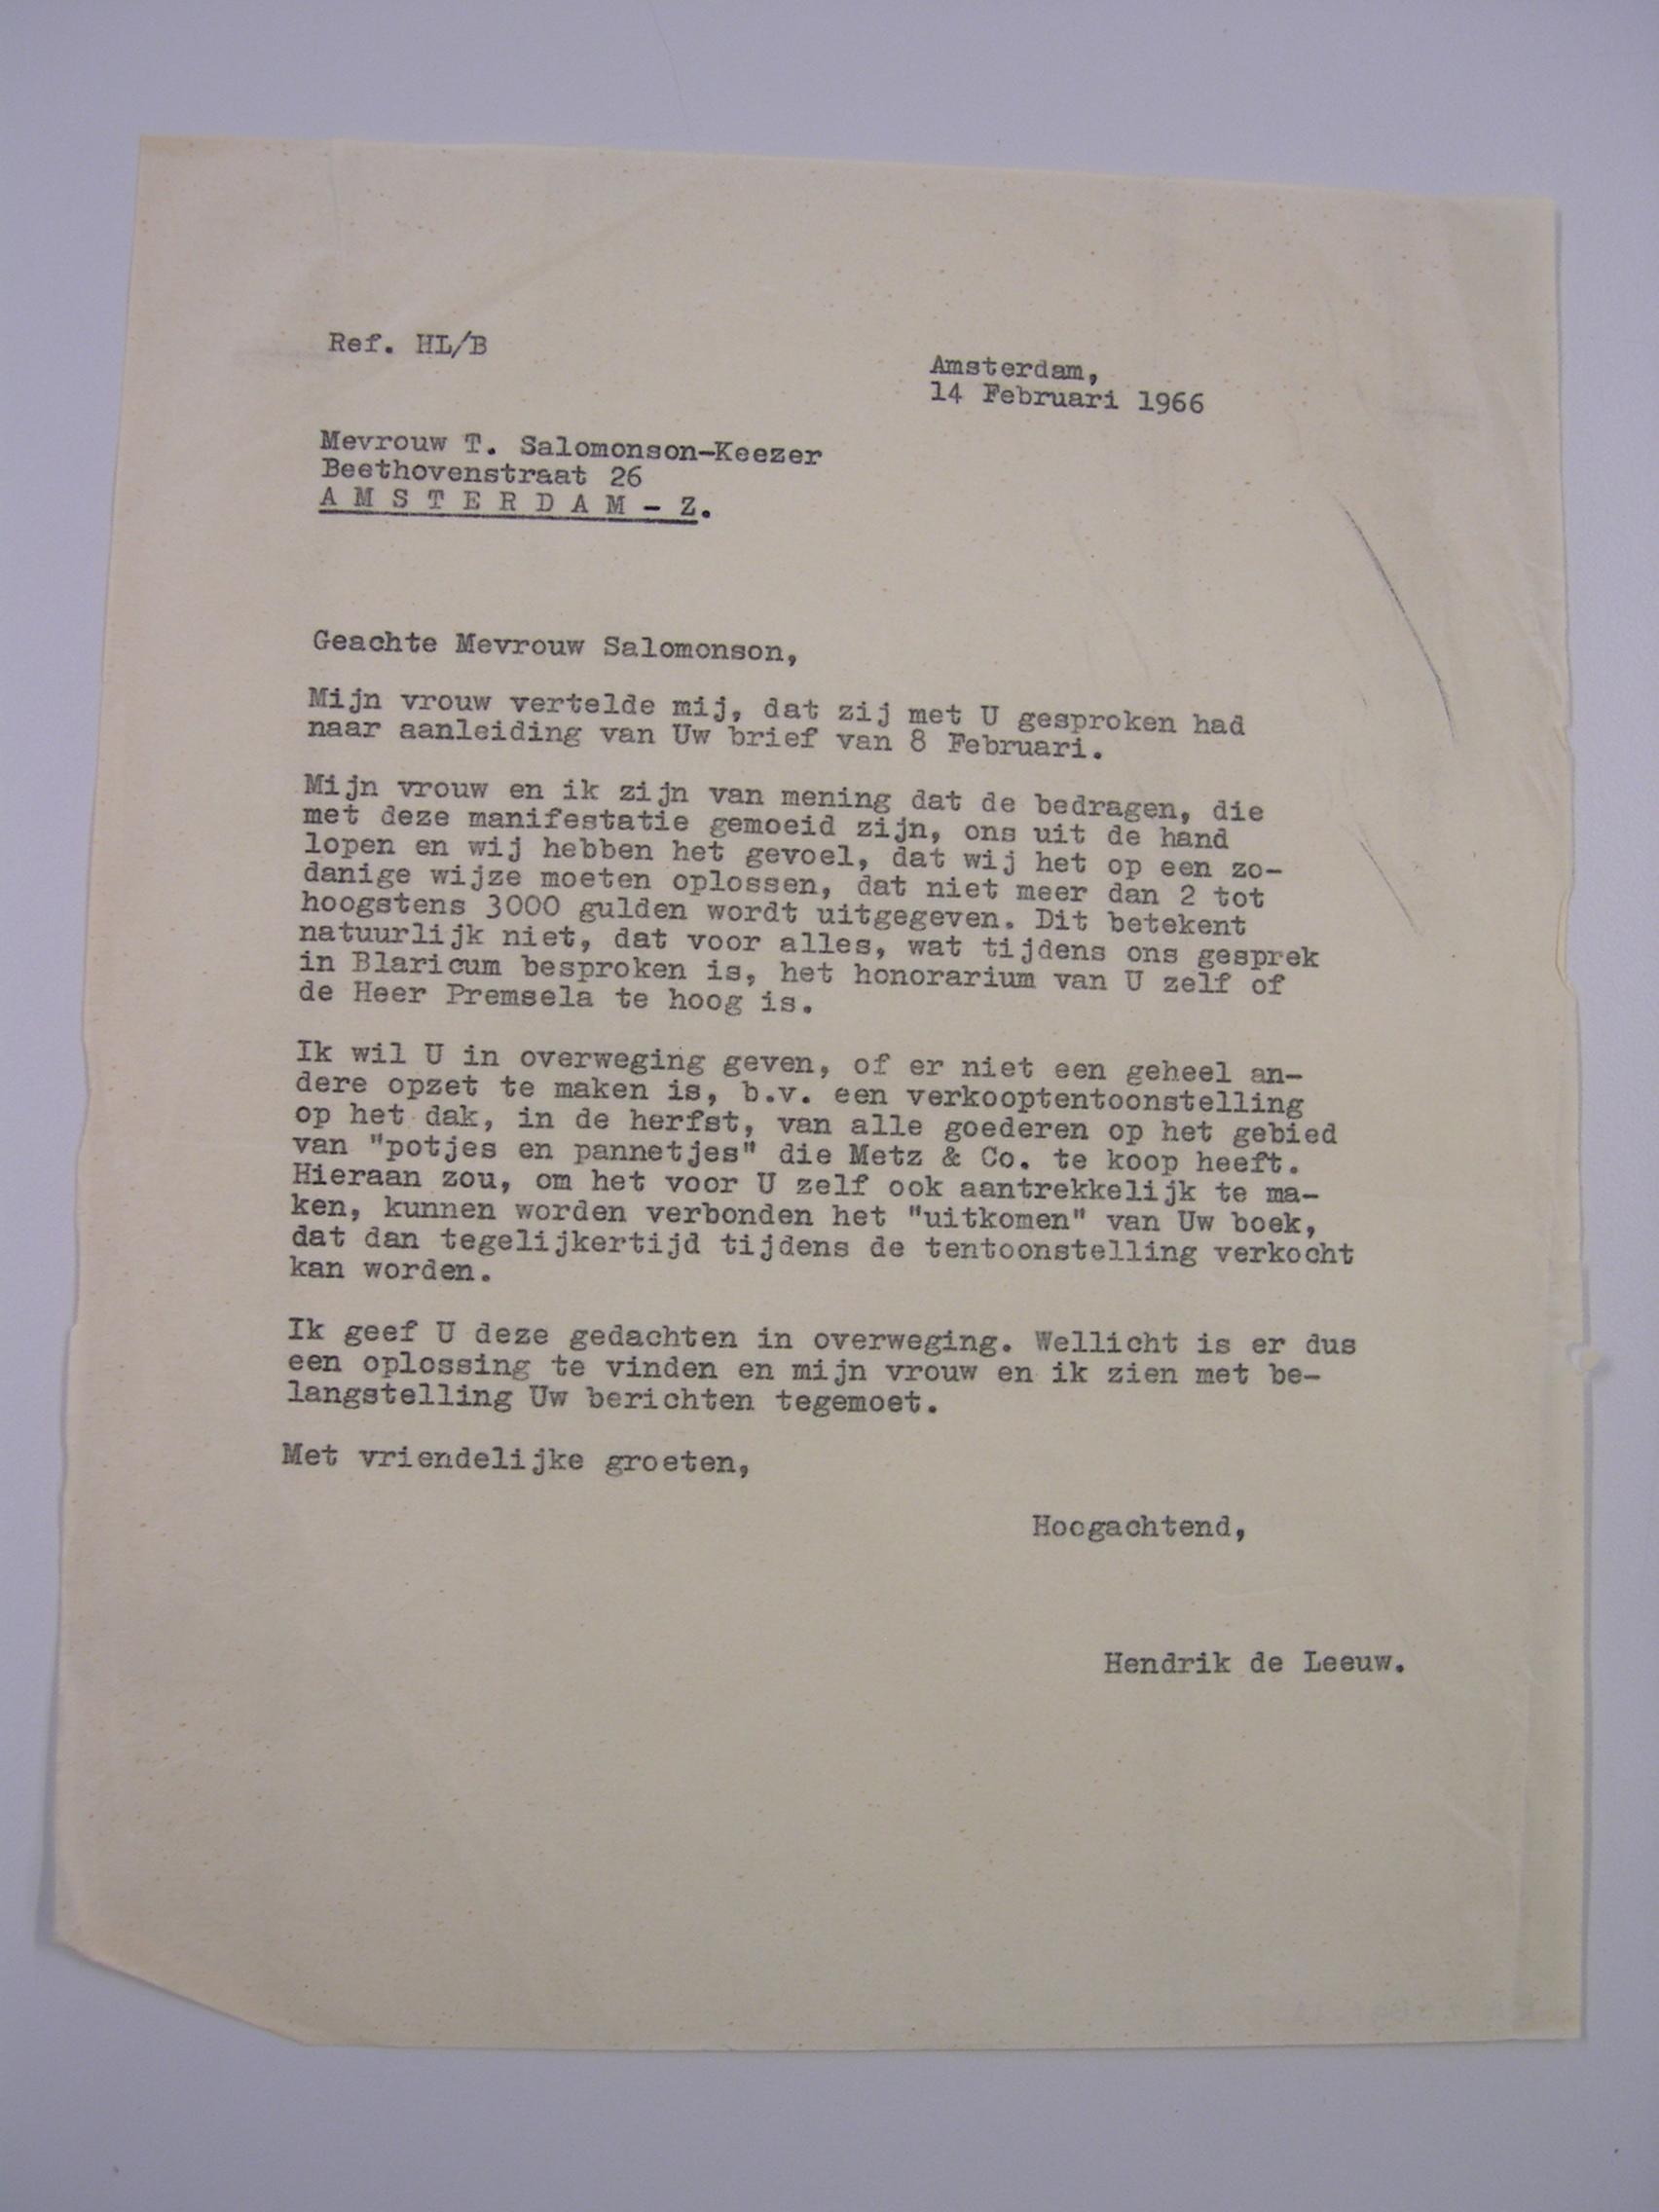 Ref. HL/B
Amsterdam,
14 Februari 1966
Mevrouw T. Salomonson-Keezer
Beethovenstraat 26
A M S T E R D A M - Z.
Geachte Mevrouw Salomonson,
Mijn vrouw vertelde mij, dat zij met U gesproken had
naar aanleiding van Uw brief van 8 Februari.
Mijn vrouw en ik zijn van mening dat de bedragen, die
met deze manifestatie gemoeid zijn, ons uit de hand
lopen en wij hebben het gevoel, dat wij het op een zo-
danige wijze moeten oplossen, dat niet meer dan 2 tot
hoogstens 3000 gulden wordt uitgegeven. Dit betekent
natuurlijk niet, dat voor alles, wat tijdens ons gesprek
in Blaricum besproken is, het honorarium van U zelf of
de Heer Premsela te hoog is.
Ik wil U in overweging geven, of er niet een geheel an-
dere opzet te maken is, b.v. een verkooptentoonstelling
op het dak, in de herfst, van alle goederen op het gebied
van "potjes en pannetjes" die Metz & Co. te koop heeft.
Hieraan zou, om het voor U zelf ook aantrekkelijk te ma-
ken, kunnen worden verbonden het "uitkomen" van Uw boek,
dat dan tegelijkertijd tijdens de tentoonstelling verkocht
kan worden.
Ik geef U deze gedachten in overweging. Wellicht is er dus
een oplossing te vinden en mijn vrouw en ik zien met be-
langstelling Uw berichten tegemoet.
Met vriendelijke groeten,
Hoogachtend,
Hendrik de Leeuw.